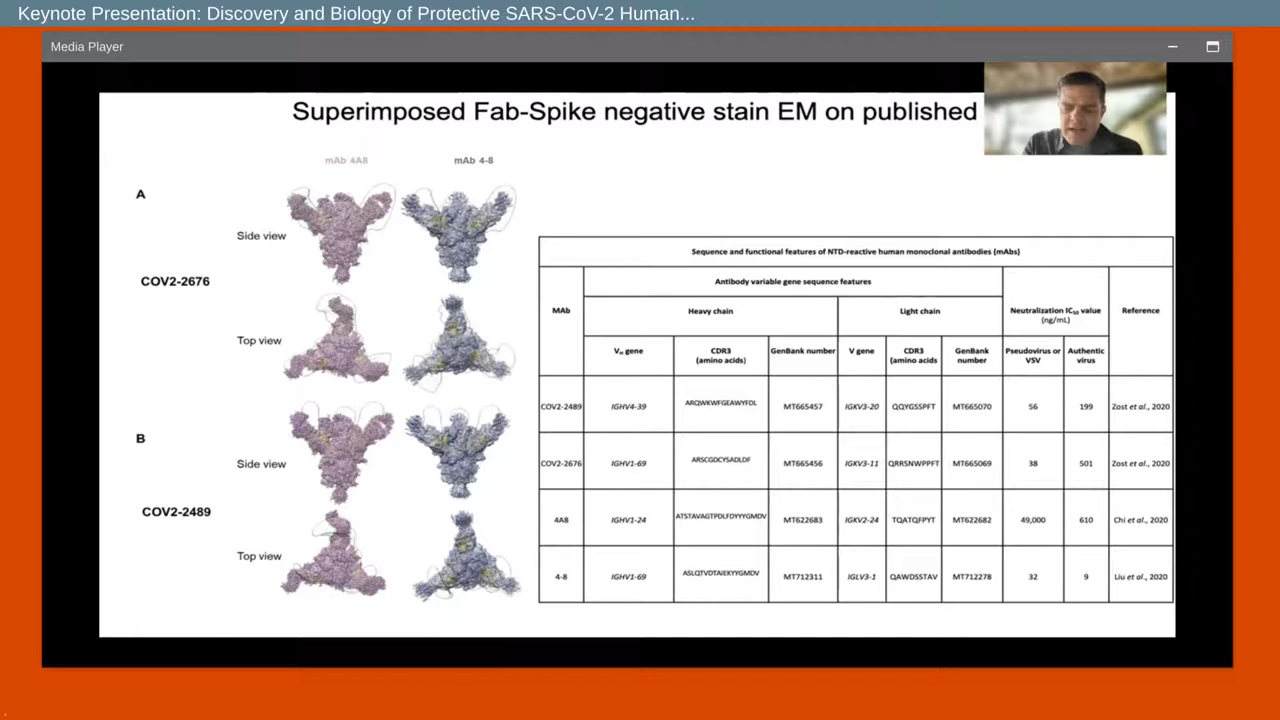 Keynote Presentation: Discovery and Biology of Protective SARS-CoV-2 Human...
Media Player
Superimposed Fab-Spike negative stain EM on published
mAb 4A8 mAb 4-8
A
Side view
COV2-2676
Top view
B
Side view
COV2-2489
Top view
Sequence and functional features of NTD-reactive human monoclonal antibodies (mAbs)
MAb Antibody variable gene sequence features Neutralization IC50 value (ng/mL) Reference
Heavy chain Light chain
VH gene CDR3 (amino acids) GenBank number V gene CDR3 (amino acids GenBank number Pseudovirus or VSV Authentic virus
COV2-2489 IGHV4-39 ARQWKWFGEAWYFDL MT665457 IGKV3-20 QQYGSSPFT MT665070 56 199 Zost et al., 2020
COV2-2676 IGHV1-69 ARSCGDCYSADLDF MT665456 IGKV3-11 QRRSNWPPFT MT665069 38 501 Zost et al., 2020
4A8 IGHV1-24 ATSTAVAGTPDLFDYYYGMDV MT622683 IGKV2-24 TQATQFPYT MT622682 49,000 610 Chi et al., 2020
4-8 IGHV1-69 ASLQTVDTAIEKYYGMDV MT712311 IGLV3-1 QAWDSSTAV MT712278 32 9 Liu et al., 2020